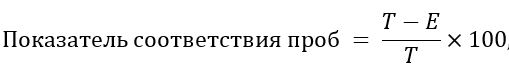 Показатель соответствия проб = (T − E)/T × 100,